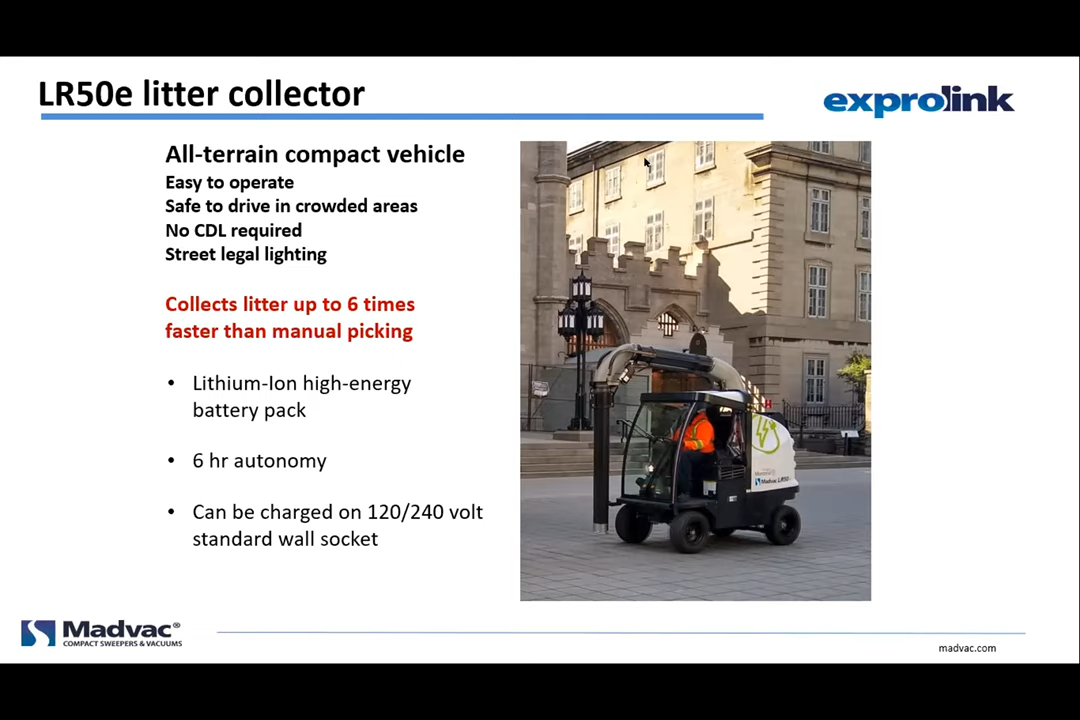 LR50e litter collector
exprolink
All-terrain compact vehicle
Easy to operate
Safe to drive in crowded areas
No CDL required
Street legal lighting
Collects litter up to 6 times
faster than manual picking
• Lithium-Ion high-energy
battery pack
• 6 hr autonomy
• Can be charged on 120/240 volt
standard wall socket
Madvac LR50
Madvac®
COMPACT SWEEPERS & VACUUMS
madvac.com